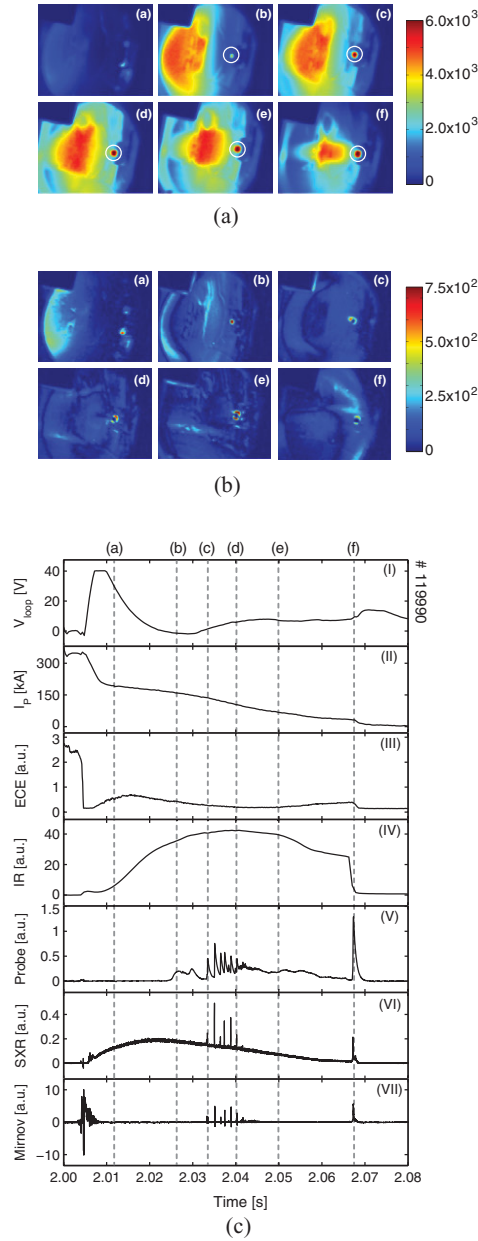 (a) (b) (c) 6.0x10³
4.0x10³
(d) (e) (f) 2.0x10³
0
(a)
(a) (b) (c) 7.5x10²
5.0x10²
(d) (e) (f) 2.5x10²
0
(b)
(a) (b) (c) (d) (e) (f)
V_loop [V] 40 20 0 (I) # 119990
I_P [kA] 300 150 0 (II)
ECE [a.u.] 3 2 1 0 (III)
IR [a.u.] 40 20 0 (IV)
Probe [a.u.] 1.5 1 0.5 0 (V)
SXR [a.u.] 0.4 0.2 0 (VI)
Mirnov [a.u.] 10 0 −10 (VII)
2.00 2.01 2.02 2.03 2.04 2.05 2.06 2.07 2.08
Time [s]
(c)